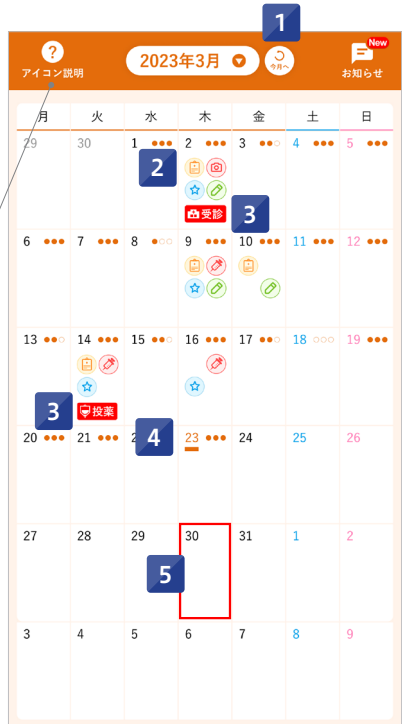 1
? New
アイコン説明 2023年3月 今月へ お知らせ
月 火 水 木 金 土 日
29 30 1 2 3 4 5
2
受診 3
6 7 8 9 10 11 12
13 14 15 16 17 18 19
3 投薬
20 21 2 4 23 24 25 26
27 28 29 30 31 1 2
5
3 4 5 6 7 8 9